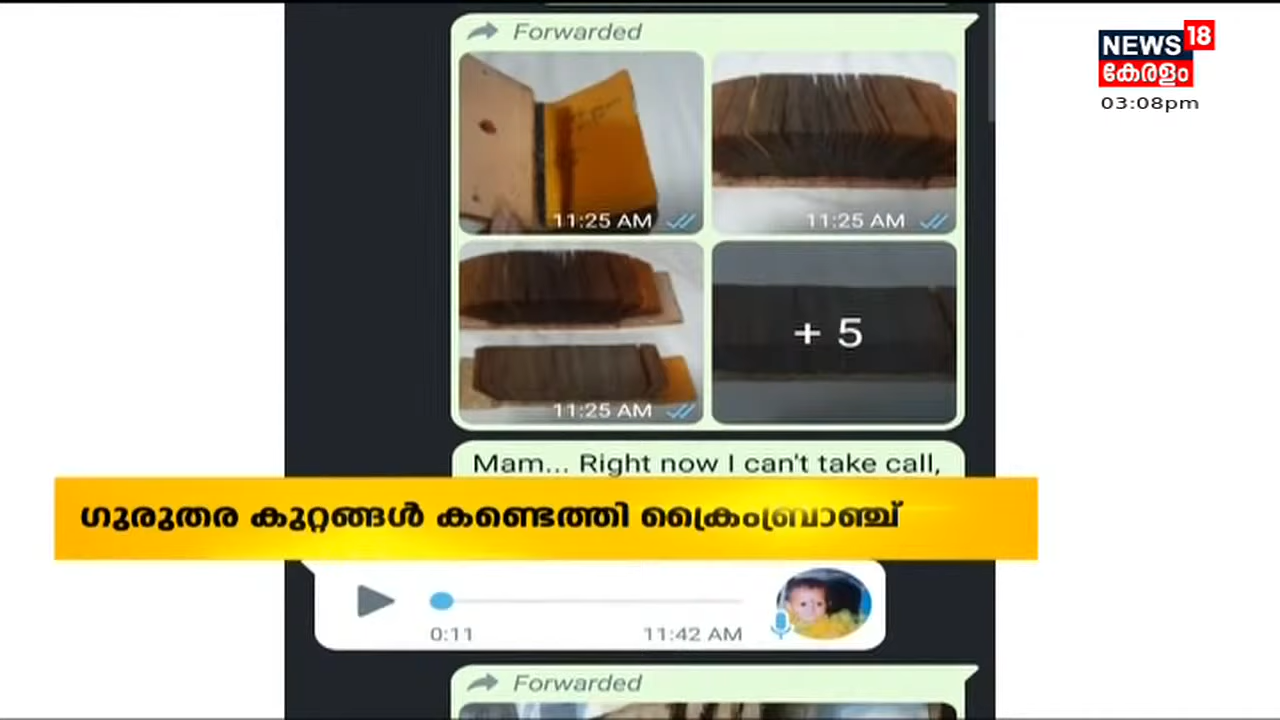 Forwarded
NEWS 18
കേരളം
03:08pm
11:25 AM
11:25 AM
11:25 AM
+ 5
Mam... Right now I can't take call,
ഗുരുതര കുറ്റങ്ങൾ കണ്ടെത്തി ക്രൈംബ്രാഞ്ച്
0:11
11:42 AM
Forwarded